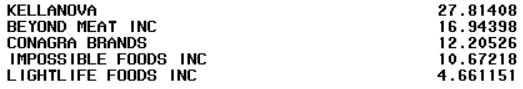 KELLANOVA 27.81408
BEYOND MEAT INC 16.94398
CONAGRA BRANDS 12.20526
IMPOSSIBLE FOODS INC 10.67218
LIGHTLIFE FOODS INC 4.661151